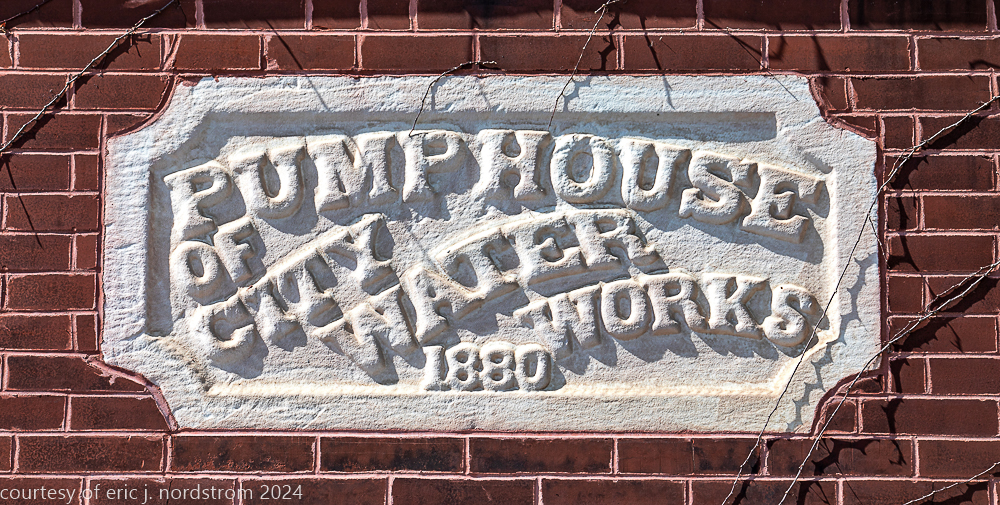 PUMPHOUSE
OF CITY WATER WORKS
1880
courtesy of eric j. nordstrom 2024